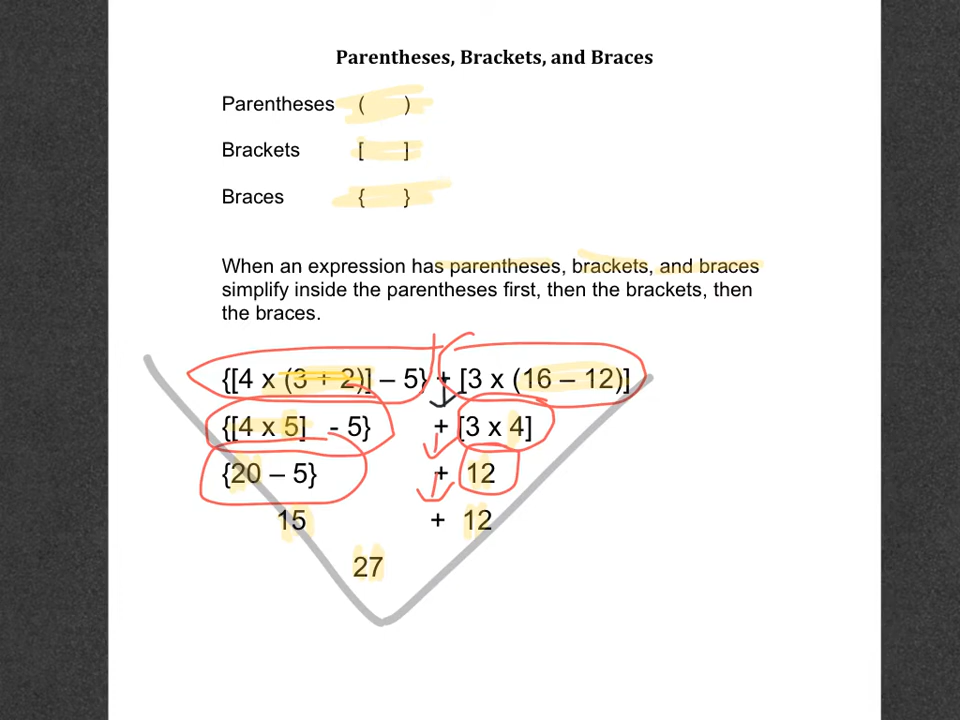 Parentheses, Brackets, and Braces
Parentheses ( )
Brackets [ ]
Braces { }
When an expression has parentheses, brackets, and braces
simplify inside the parentheses first, then the brackets, then
the braces.
{[4 x (3 + 2)] – 5} + [3 x (16 – 12)]
{[4 x 5] - 5} + [3 x 4]
{20 – 5} + 12
15 + 12
27